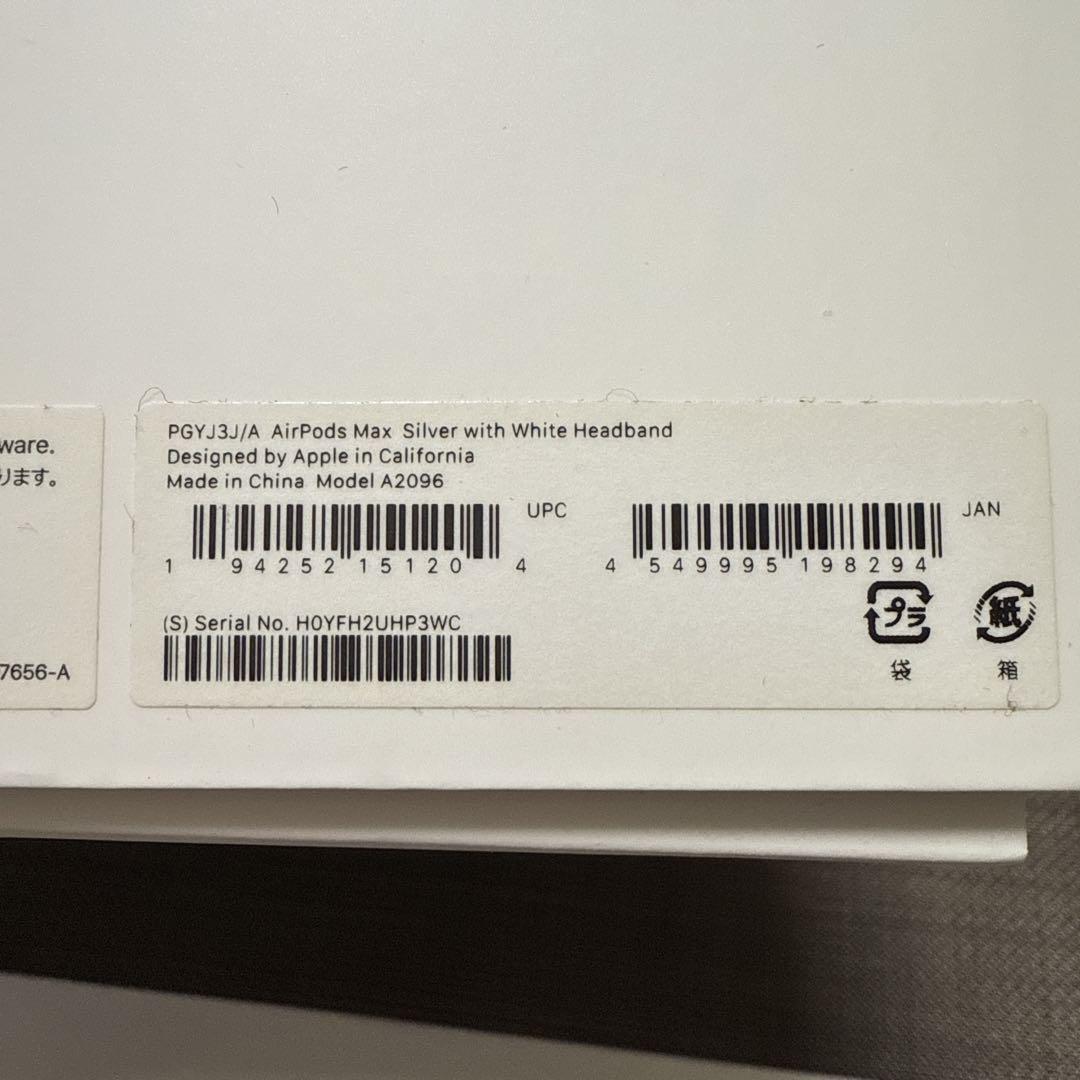 ware.
ります。
7656-A
PGYJ3J/A AirPods Max Silver with White Headband
Designed by Apple in California
Made in China Model A2096
UPC
1 94252 15120 4
JAN
4 549995 198294
(S) Serial No. H0YFH2UHP3WC
プラ
袋
紙
箱